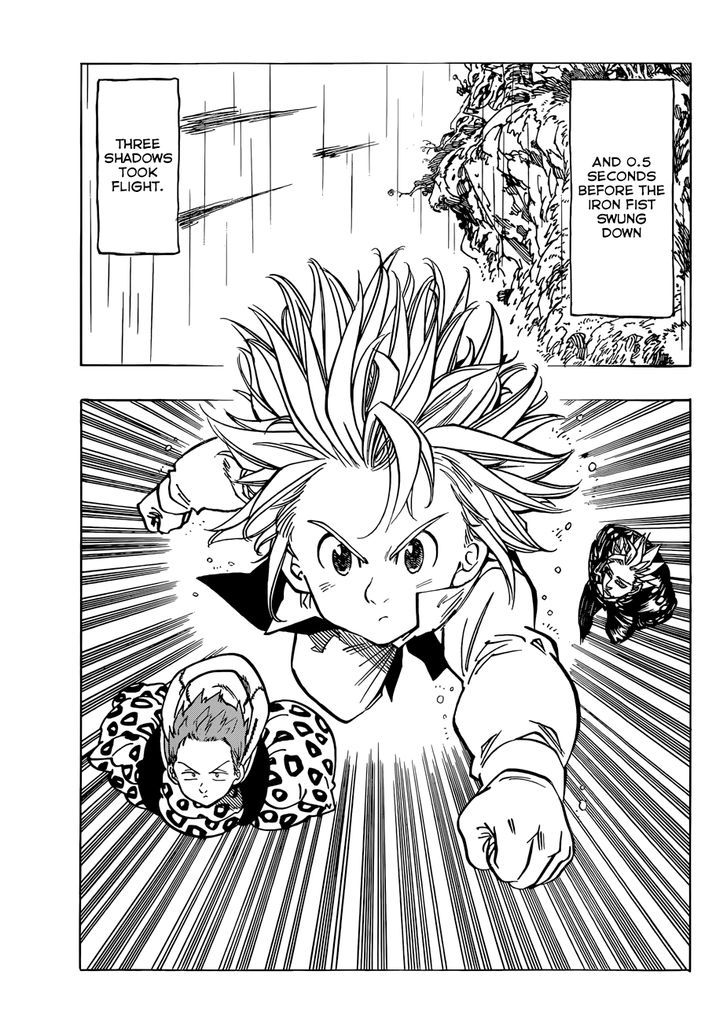 AND 0.5
SECONDS
BEFORE THE
IRON FIST
SWUNG
DOWN
THREE
SHADOWS
TOOK
FLIGHT.